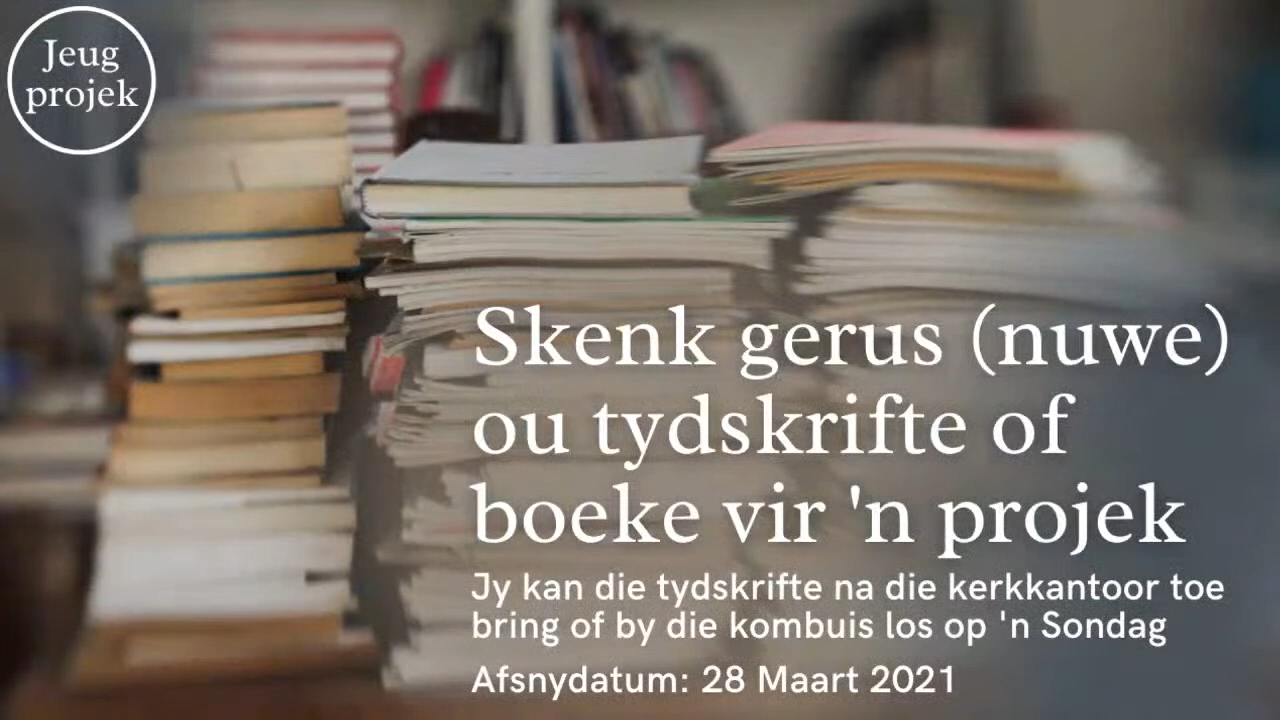 Jeug
projek
Skenk gerus (nuwe)
ou tydskrifte of
boeke vir 'n projek
Jy kan die tydskrifte na die kerkkantoor toe
bring of by die kombuis los op 'n Sondag
Afsnydatum: 28 Maart 2021